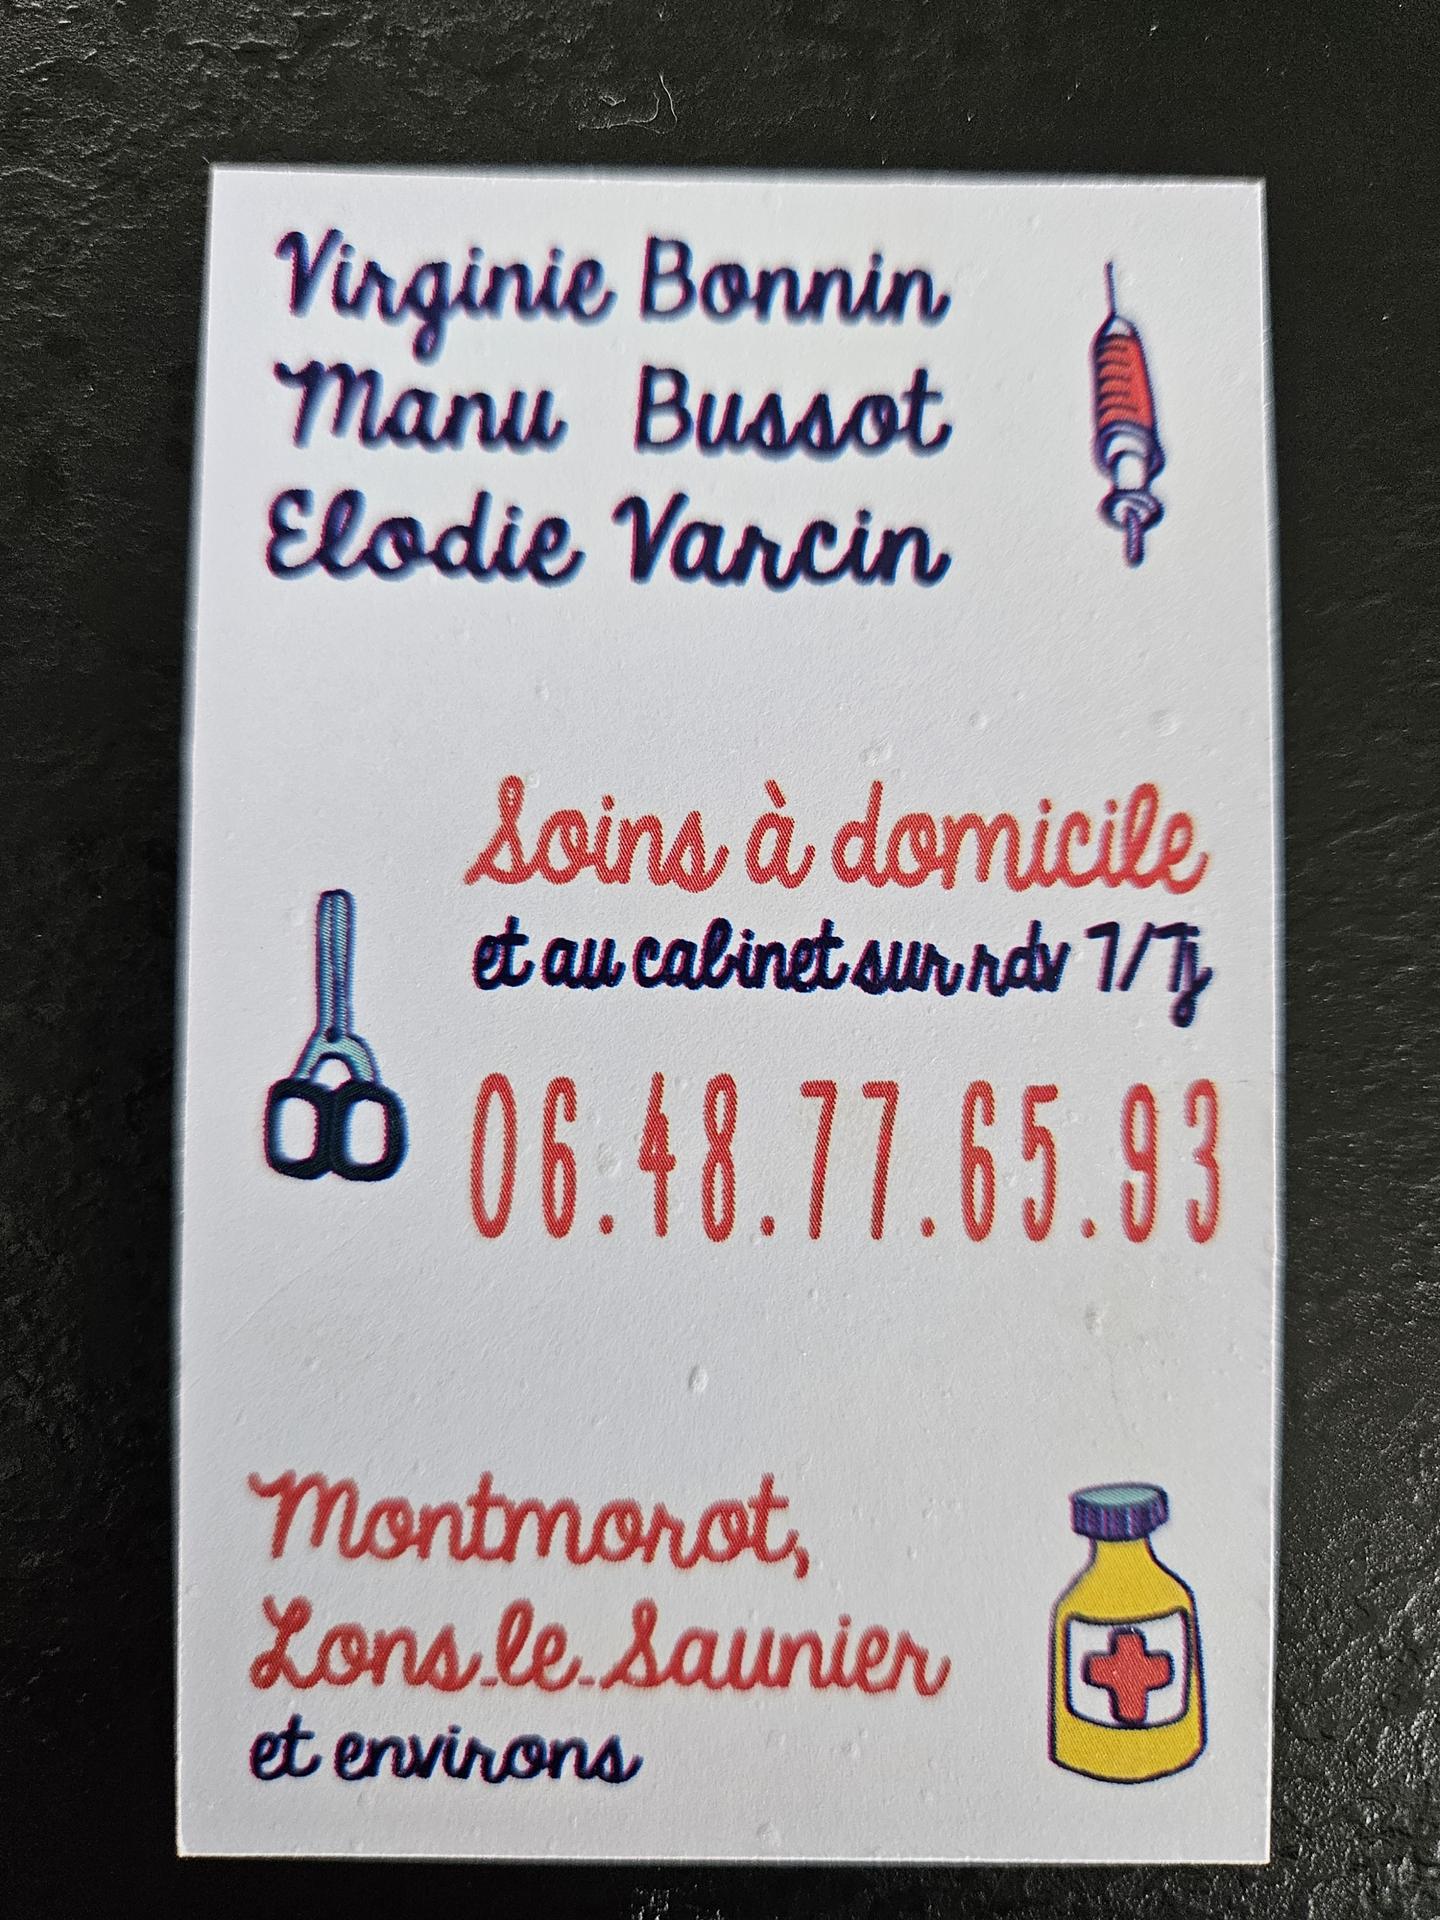 Virginie Bonnin
Manu Bussot
Elodie Varcin
Soins à domicile
et au cabinet sur rdv 7/7j
06.48.77.65.93
Montmorot,
Lons-le-Saunier
et environs